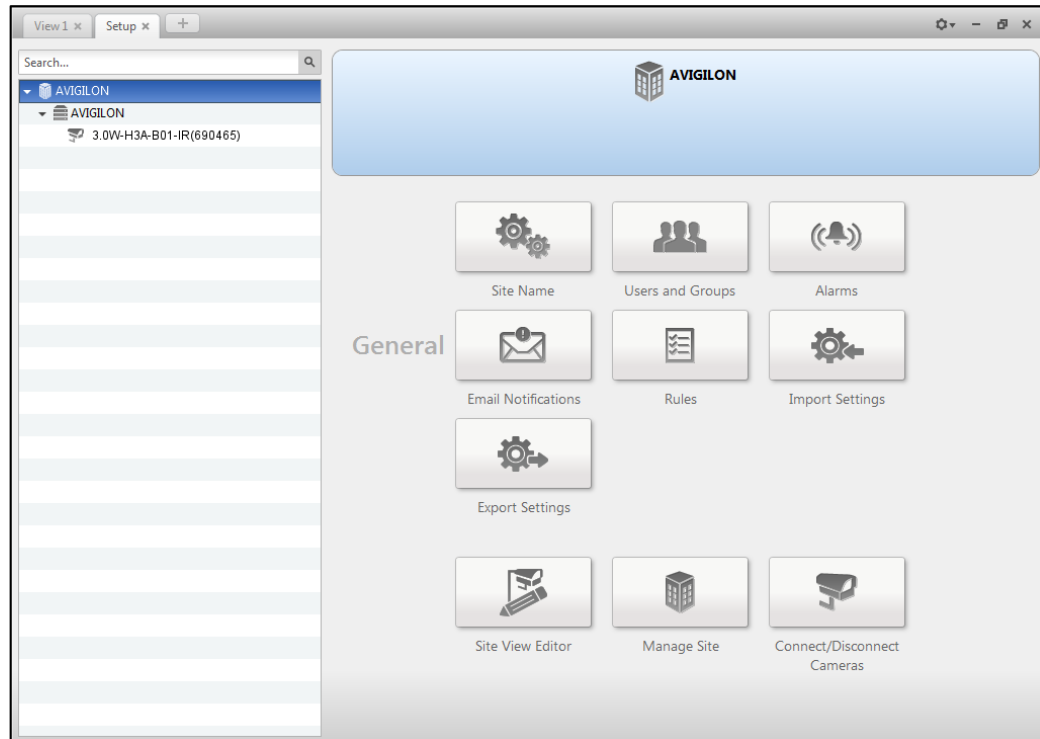 View 1
Setup
Search...
AVIGILON
AVIGILON
3.0W-H3A-B01-IR(690465)
AVIGILON
General
Site Name
Users and Groups
Alarms
Email Notifications
Rules
Import Settings
Export Settings
Site View Editor
Manage Site
Connect/Disconnect
Cameras